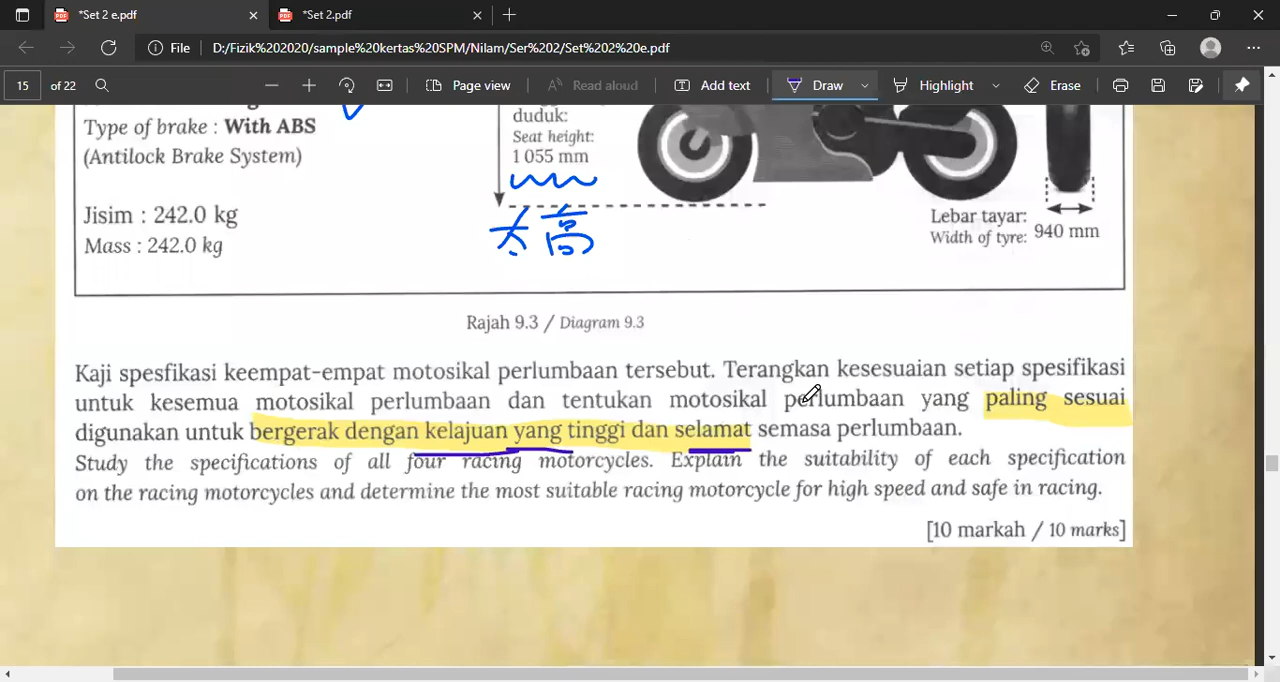 *Set 2 e.pdf
*Set 2.pdf
File
D:/Fizik%202020/sample%20kertas%20SPM/Nilam/Ser%202/Set%202%20e.pdf
15 of 22
Page view
Read aloud
Add text
Draw
Highlight
Erase
Type of brake : With ABS
(Antilock Brake System)
Jisim : 242.0 kg
Mass : 242.0 kg
duduk:
Seat height:
1 055 mm
太高
Lebar tayar:
Width of tyre: 940 mm
Rajah 9.3 / Diagram 9.3
Kaji spesfikasi keempat-empat motosikal perlumbaan tersebut. Terangkan kesesuaian setiap spesifikasi
untuk kesemua motosikal perlumbaan dan tentukan motosikal perlumbaan yang paling sesuai
digunakan untuk bergerak dengan kelajuan yang tinggi dan selamat semasa perlumbaan.
Study the specifications of all four racing motorcycles. Explain the suitability of each specification
on the racing motorcycles and determine the most suitable racing motorcycle for high speed and safe in racing.
[10 markah / 10 marks]